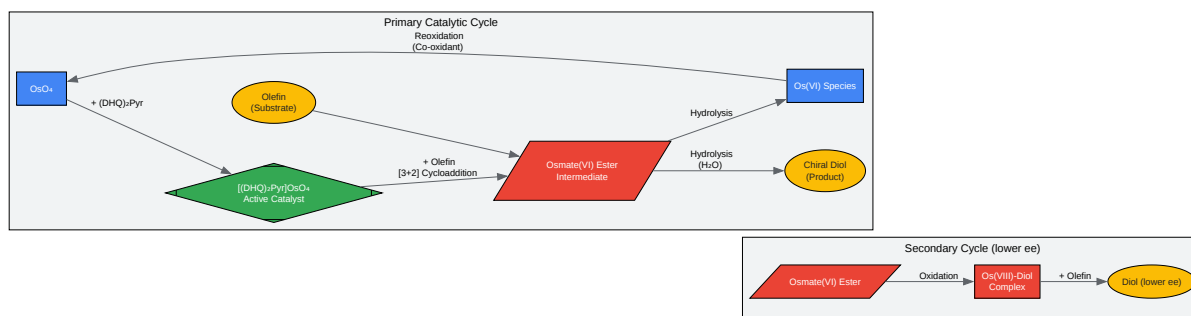 Primary Catalytic Cycle
Reoxidation
(Co-oxidant)
OsO₄
Os(VI) Species
+ (DHQ)₂Pyr
Olefin
(Substrate)
Hydrolysis
Osmate(VI) Ester
Intermediate
+ Olefin
[3+2] Cycloaddition
Hydrolysis
(H₂O)
Chiral Diol
(Product)
[(DHQ)₂Pyr]OsO₄
Active Catalyst
Secondary Cycle (lower ee)
Osmate(VI) Ester
Oxidation
Os(VIII)-Diol
Complex
+ Olefin
Diol (lower ee)